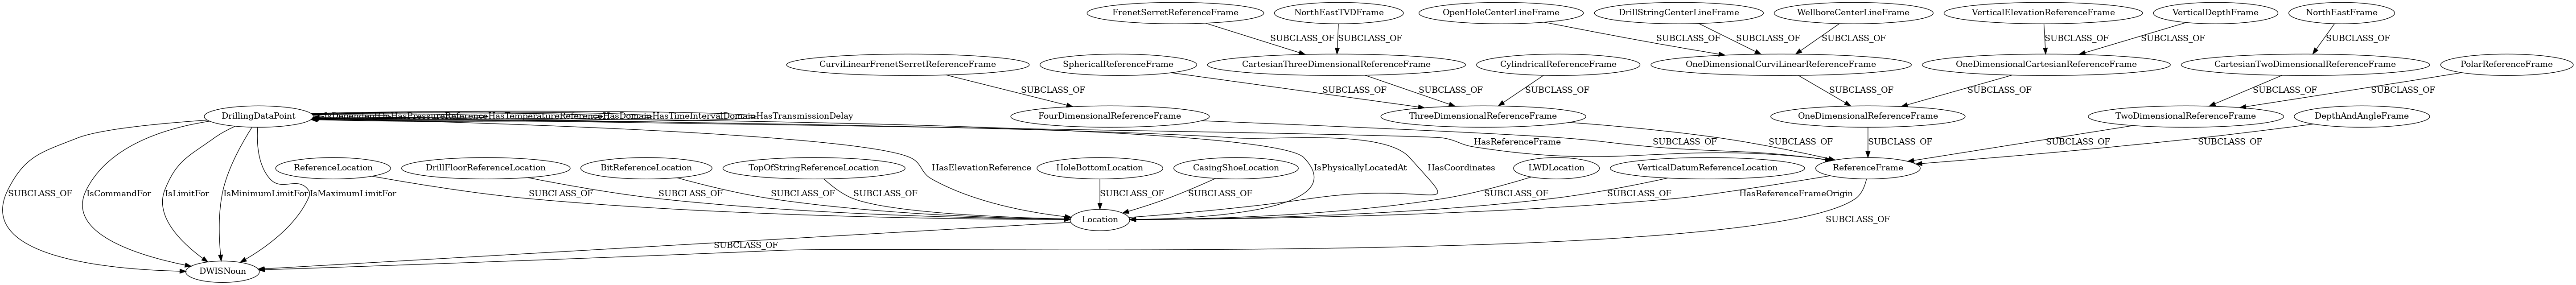 FrenetSerretReferenceFrame
NorthEastTVDFrame
OpenHoleCenterLineFrame
DrillStringCenterLineFrame
WellboreCenterLineFrame
VerticalElevationReferenceFrame
VerticalDepthFrame
NorthEastFrame
SUBCLASS_OF
SUBCLASS_OF
SUBCLASS_OF
SUBCLASS_OF
SUBCLASS_OF
SUBCLASS_OF
SUBCLASS_OF
SUBCLASS_OF
CurviLinearFrenetSerretReferenceFrame
SphericalReferenceFrame
CartesianThreeDimensionalReferenceFrame
CylindricalReferenceFrame
OneDimensionalCurviLinearReferenceFrame
OneDimensionalCartesianReferenceFrame
CartesianTwoDimensionalReferenceFrame
PolarReferenceFrame
SUBCLASS_OF
SUBCLASS_OF
SUBCLASS_OF
SUBCLASS_OF
SUBCLASS_OF
SUBCLASS_OF
SUBCLASS_OF
SUBCLASS_OF
DrillingDataPoint
HasPressureReference
HasTemperatureReference
HasDomain
HasTimeIntervalDomain
HasTransmissionDelay
FourDimensionalReferenceFrame
ThreeDimensionalReferenceFrame
OneDimensionalReferenceFrame
TwoDimensionalReferenceFrame
DepthAndAngleFrame
HasReferenceFrame
SUBCLASS_OF
SUBCLASS_OF
SUBCLASS_OF
SUBCLASS_OF
SUBCLASS_OF
ReferenceLocation
DrillFloorReferenceLocation
BitReferenceLocation
TopOfStringReferenceLocation
HasElevationReference
HoleBottomLocation
CasingShoeLocation
IsPhysicallyLocatedAt
HasCoordinates
LWDLocation
VerticalDatumReferenceLocation
ReferenceFrame
SUBCLASS_OF
IsCommandFor
IsLimitFor
IsMinimumLimitFor
IsMaximumLimitFor
SUBCLASS_OF
SUBCLASS_OF
SUBCLASS_OF
SUBCLASS_OF
SUBCLASS_OF
SUBCLASS_OF
SUBCLASS_OF
SUBCLASS_OF
HasReferenceFrameOrigin
Location
SUBCLASS_OF
SUBCLASS_OF
DWISNoun